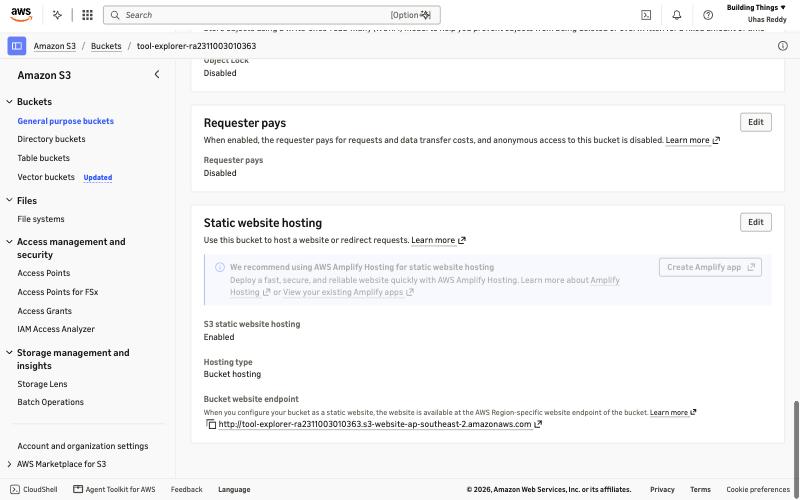 aws
Search
[Option+S]
Building Things ▼
Uhas Reddy
Amazon S3 / Buckets / tool-explorer-ra2311003010363
Amazon S3
Buckets
General purpose buckets
Directory buckets
Table buckets
Vector buckets Updated
Files
File systems
Access management and
security
Access Points
Access Points for FSx
Access Grants
IAM Access Analyzer
Storage management and
insights
Storage Lens
Batch Operations
Account and organization settings
AWS Marketplace for S3
Object Lock
Disabled
Requester pays
Edit
When enabled, the requester pays for requests and data transfer costs, and anonymous access to this bucket is disabled. Learn more
Requester pays
Disabled
Static website hosting
Edit
Use this bucket to host a website or redirect requests. Learn more
We recommend using AWS Amplify Hosting for static website hosting
Create Amplify app
Deploy a fast, secure, and reliable website quickly with AWS Amplify Hosting. Learn more about Amplify
Hosting or View your existing Amplify apps
S3 static website hosting
Enabled
Hosting type
Bucket hosting
Bucket website endpoint
When you configure your bucket as a static website, the website is available at the AWS Region-specific website endpoint of the bucket. Learn more
http://tool-explorer-ra2311003010363.s3-website-ap-southeast-2.amazonaws.com
CloudShell
Agent Toolkit for AWS
Feedback
Language
© 2026, Amazon Web Services, Inc. or its affiliates.
Privacy
Terms
Cookie preferences